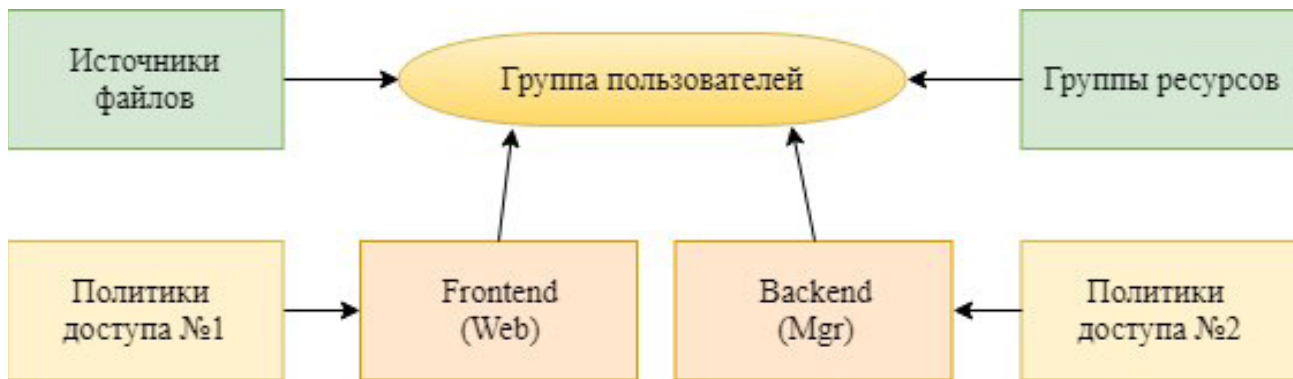 Источники
файлов
Группа пользователей
Группы ресурсов
Политики
доступа №1
Frontend
(Web)
Backend
(Mgr)
Политики
доступа №2